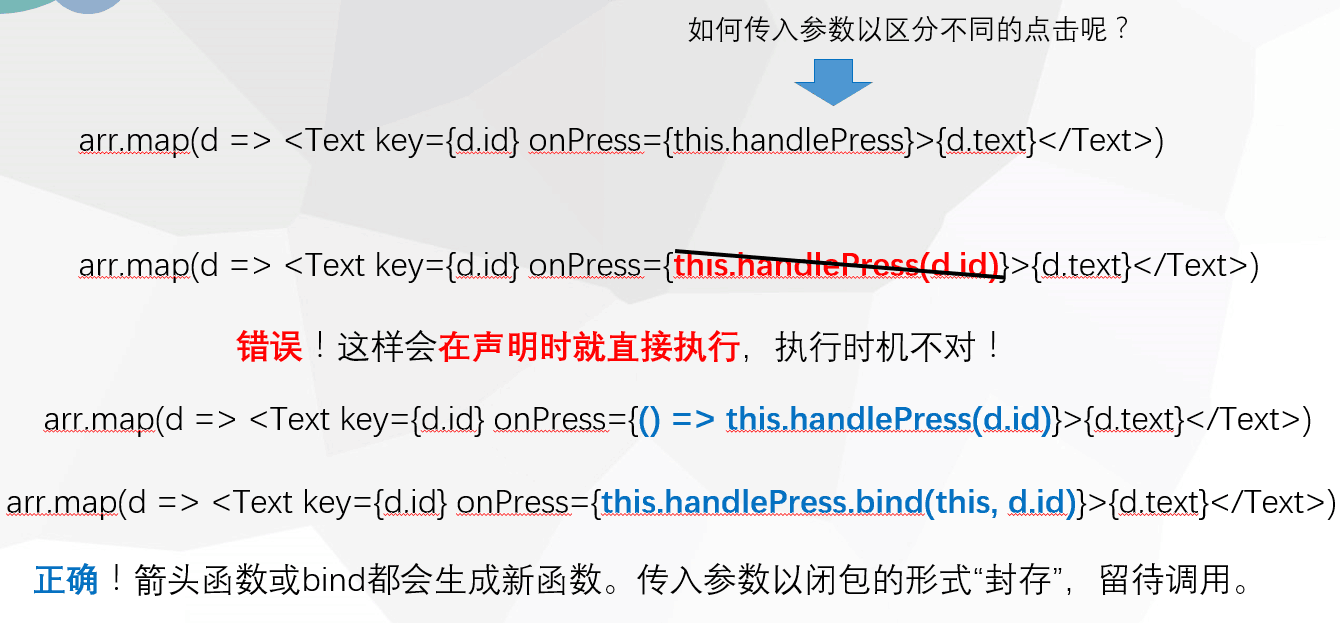 如何传入参数以区分不同的点击呢？
arr.map(d => <Text key={d.id} onPress={this.handlePress}>{d.text}</Text>)
arr.map(d => <Text key={d.id} onPress={this.handlePress(d.id)}>{d.text}</Text>)
错误！这样会在声明时就直接执行，执行时机不对！
arr.map(d => <Text key={d.id} onPress={() => this.handlePress(d.id)}>{d.text}</Text>)
arr.map(d => <Text key={d.id} onPress={this.handlePress.bind(this, d.id)}>{d.text}</Text>)
正确！箭头函数或bind都会生成新函数。传入参数以闭包的形式“封存”，留待调用。